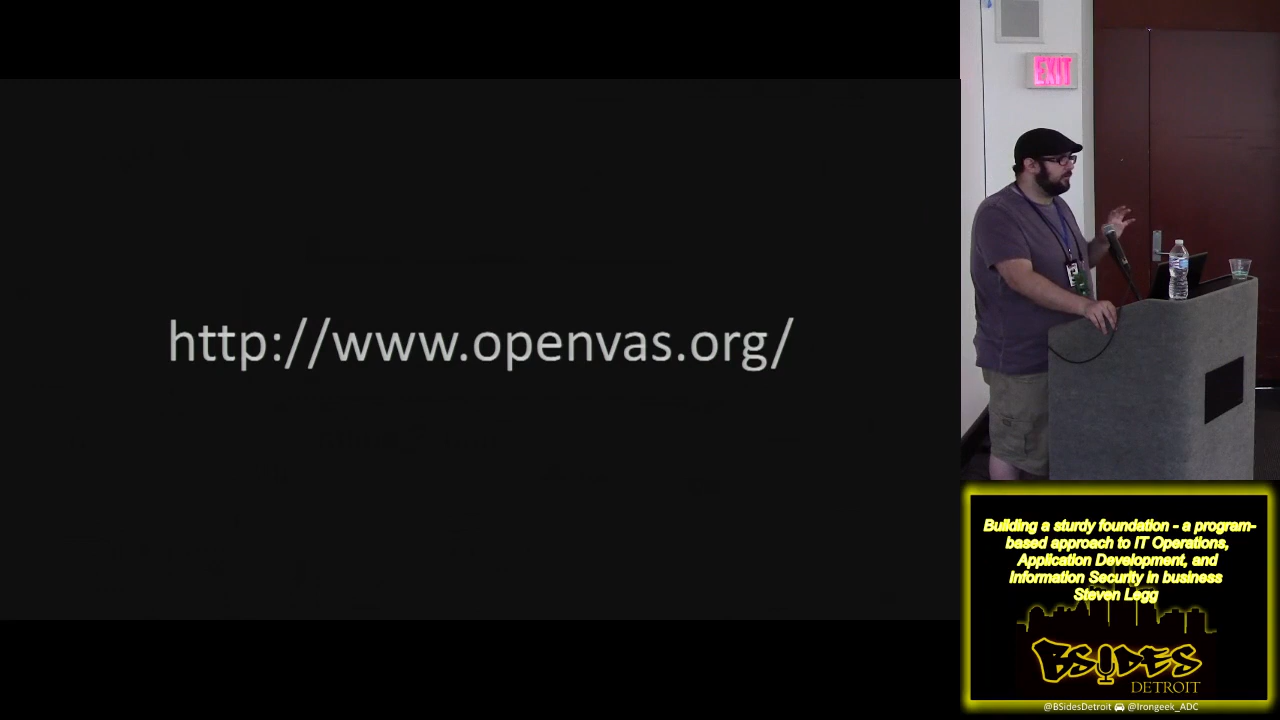 http://www.openvas.org/
EXIT
Building a sturdy foundation - a program-
based approach to IT Operations,
Application Development, and
Information Security in business
Steven Legg
BSIDES
DETROIT
@BSidesDetroit @Irongeek_ADC